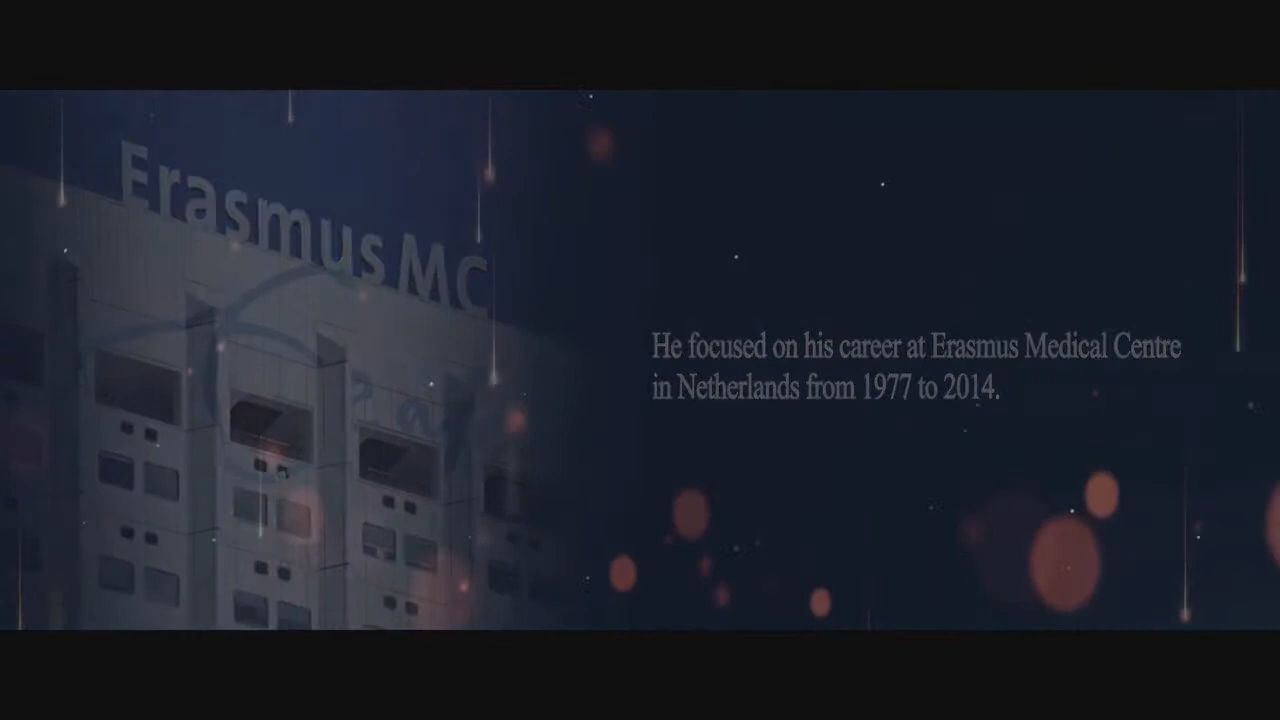 Erasmus MC
He focused on his career at Erasmus Medical Centre
in Netherlands from 1977 to 2014.